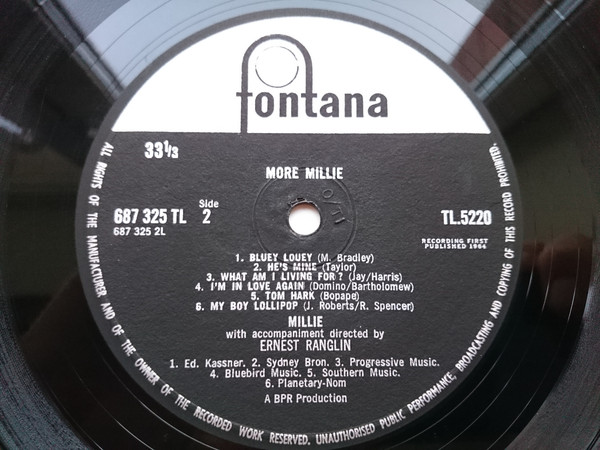 fontana
33⅓
MORE MILLIE
687 325 TL
687 325 2L
Side
2
TL.5220
RECORDING FIRST
PUBLISHED 1964
1. BLUEY LOUEY (M. Bradley)
2. HE'S MINE (Taylor)
3. WHAT AM I LIVING FOR? (Jay/Harris)
4. I'M IN LOVE AGAIN (Domino/Bartholomew)
5. TOM HARK (Bopape)
6. MY BOY LOLLIPOP (J. Roberts/R. Spencer)
MILLIE
with accompaniment directed by
ERNEST RANGLIN
1. Ed. Kassner. 2. Sydney Bron. 3. Progressive Music.
4. Bluebird Music. 5. Southern Music.
6. Planetary-Nom
A BPR Production
ALL RIGHTS OF THE MANUFACTURER AND OF THE OWNER OF THE RECORDED WORK RESERVED. UNAUTHORISED PUBLIC PERFORMANCE, BROADCASTING AND COPYING OF THIS RECORD PROHIBITED.